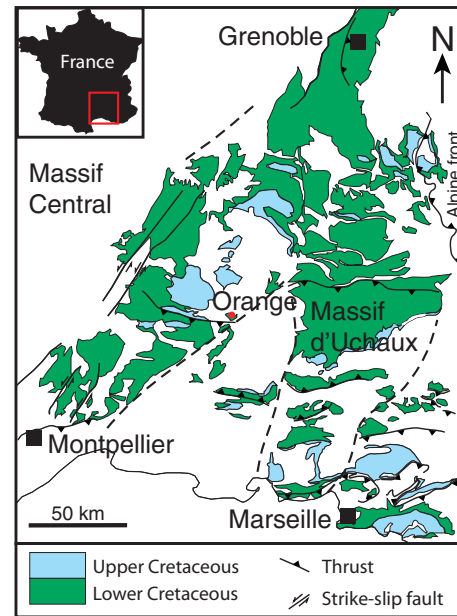 France
Grenoble
N
Alpine front
Massif
Central
Orange
Massif
d'Uchaux
Montpellier
50 km
Marseille
Upper Cretaceous
Thrust
Lower Cretaceous
Strike-slip fault